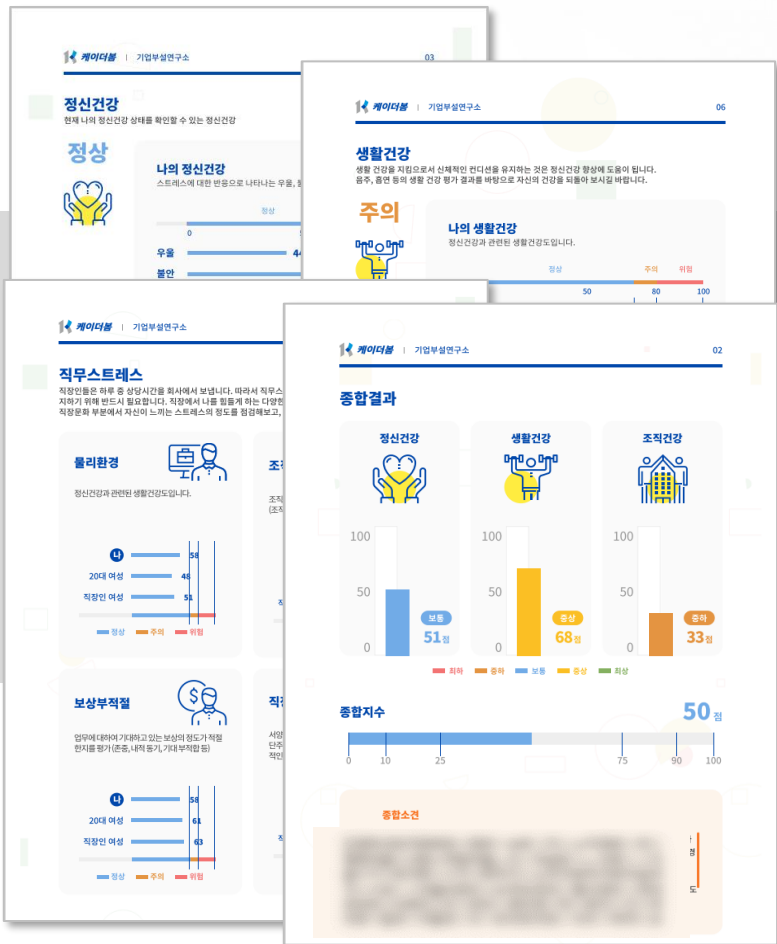 케이더봄 | 기업부설연구소
03
정신건강
현재 나의 정신건강 상태를 확인할 수 있는 정신건강
정상
나의 정신건강
스트레스에 대한 반응으로 나타나는 우울,
정상
0
우울
불안
케이더봄 | 기업부설연구소
06
생활건강
생활 건강을 지킴으로서 신체적인 컨디션을 유지하는 것은 정신건강 향상에 도움이 됩니다.
음주, 흡연 등의 생활 건강 평가 결과를 바탕으로 자신의 건강을 되돌아 보시길 바랍니다.
주의
나의 생활건강
정신건강과 관련된 생활건강도입니다.
정상 주의 위험
50 80 100
케이더봄 | 기업부설연구소
직무스트레스
직장인들은 하루 중 상당시간을 회사에서 보냅니다. 따라서 직무스
지하기 위해 반드시 필요합니다. 직장에서 나를 힘들게 하는 다양한
직장문화 부분에서 자신이 느끼는 스트레스의 정도를 점검해보고,
물리환경
정신건강과 관련된 생활건강도입니다.
나 58
20대 여성 48
직장인 여성 51
정상 주의 위험
보상부적절
업무에 대하여 기대하고 있는 보상의 정도가 적절
한지를 평가 (존중, 내적 동기, 기대 부적합 등)
나 58
20대 여성 61
직장인 여성 63
정상 주의 위험
조직
(조직
직장
서양
단주
적인
케이더봄 | 기업부설연구소
02
종합결과
정신건강
100
50
0
보통
51점
생활건강
100
50
0
중상
68점
조직건강
100
50
0
중하
33점
최하 중하 보통 중상 최상
종합지수
50 점
0 10 25 75 90 100
종합소견